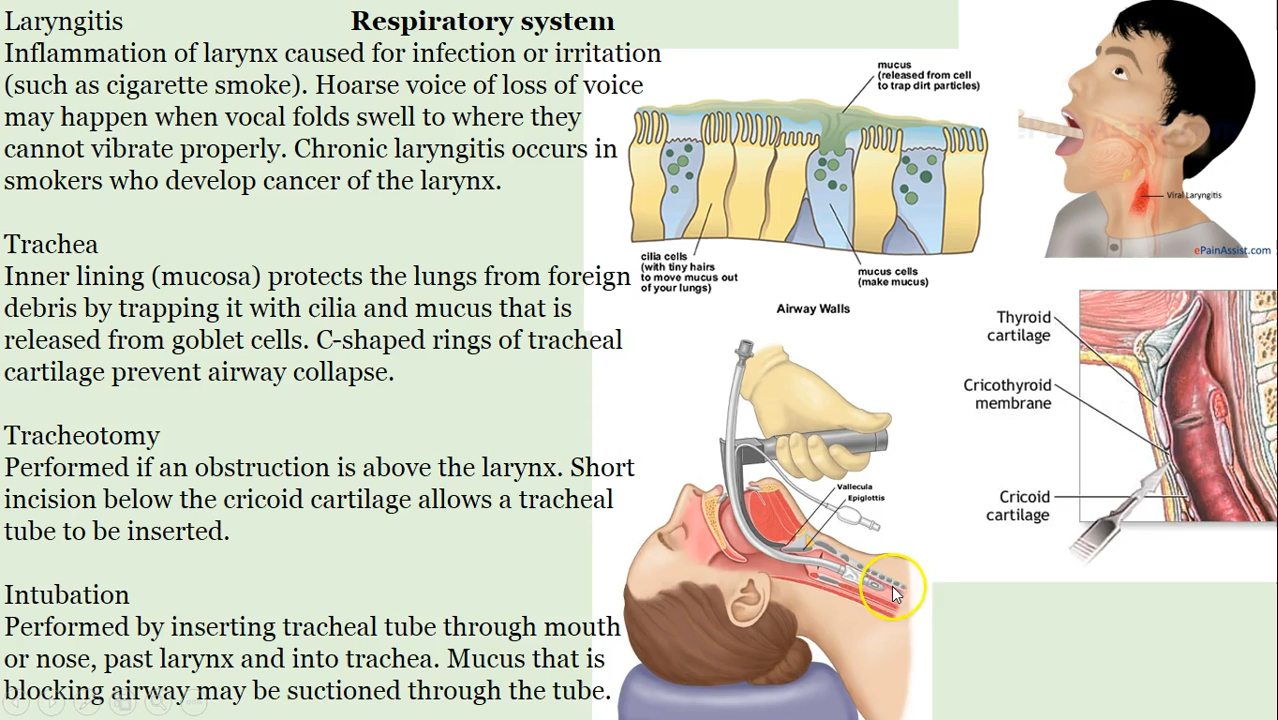 Laryngitis
Respiratory system
Inflammation of larynx caused for infection or irritation
(such as cigarette smoke). Hoarse voice of loss of voice
may happen when vocal folds swell to where they
cannot vibrate properly. Chronic laryngitis occurs in
smokers who develop cancer of the larynx.
Trachea
Inner lining (mucosa) protects the lungs from foreign
debris by trapping it with cilia and mucus that is
released from goblet cells. C-shaped rings of tracheal
cartilage prevent airway collapse.
Tracheotomy
Performed if an obstruction is above the larynx. Short
incision below the cricoid cartilage allows a tracheal
tube to be inserted.
Intubation
Performed by inserting tracheal tube through mouth
or nose, past larynx and into trachea. Mucus that is
blocking airway may be suctioned through the tube.
mucus
(released from cell
to trap dirt particles)
cilia cells
(with tiny hairs
to move mucus out
of your lungs)
mucus cells
(make mucus)
Airway Walls
Viral Laryngitis
ePainAssist.com
Vallecula
Epiglottis
Thyroid
cartilage
Cricothyroid
membrane
Cricoid
cartilage